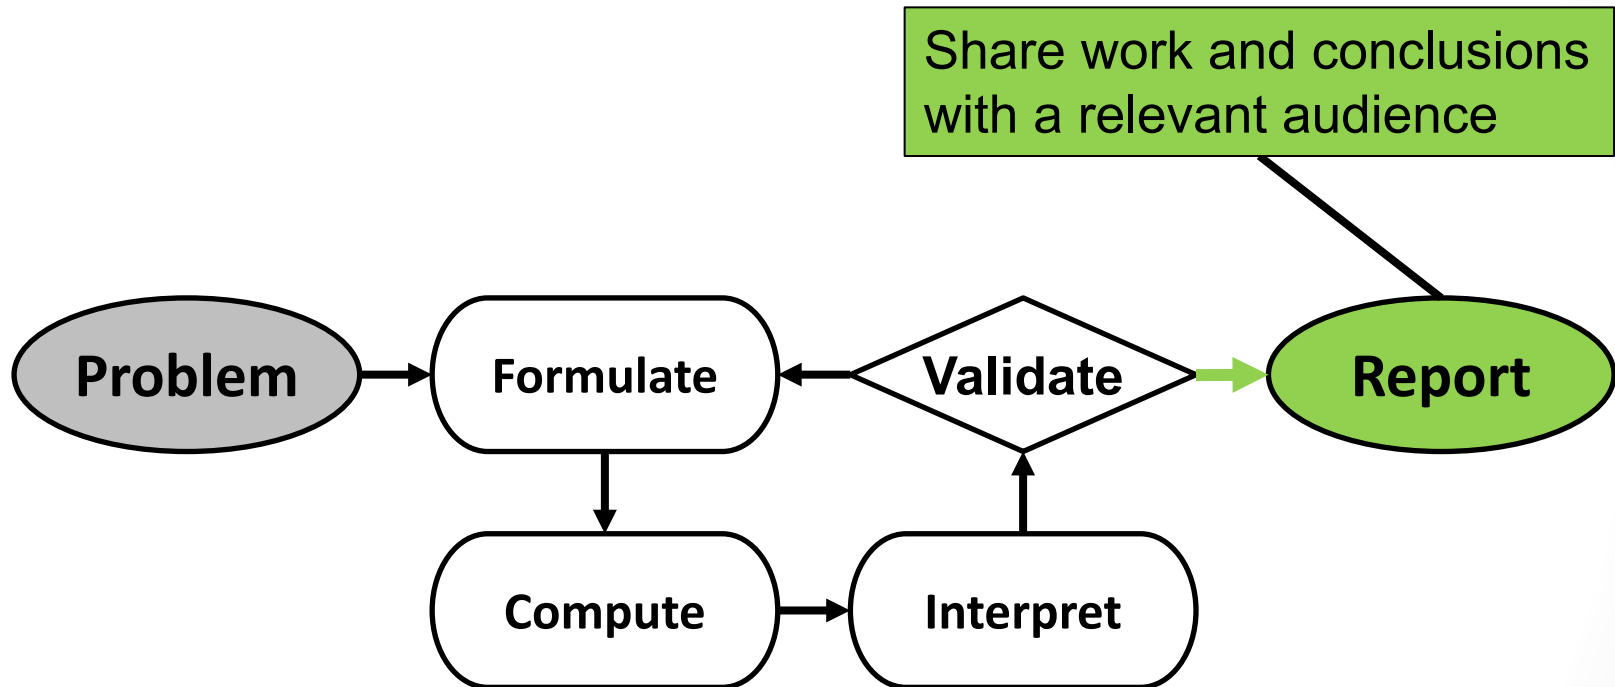 Share work and conclusions
with a relevant audience
Problem
Formulate
Validate
Report
Compute
Interpret